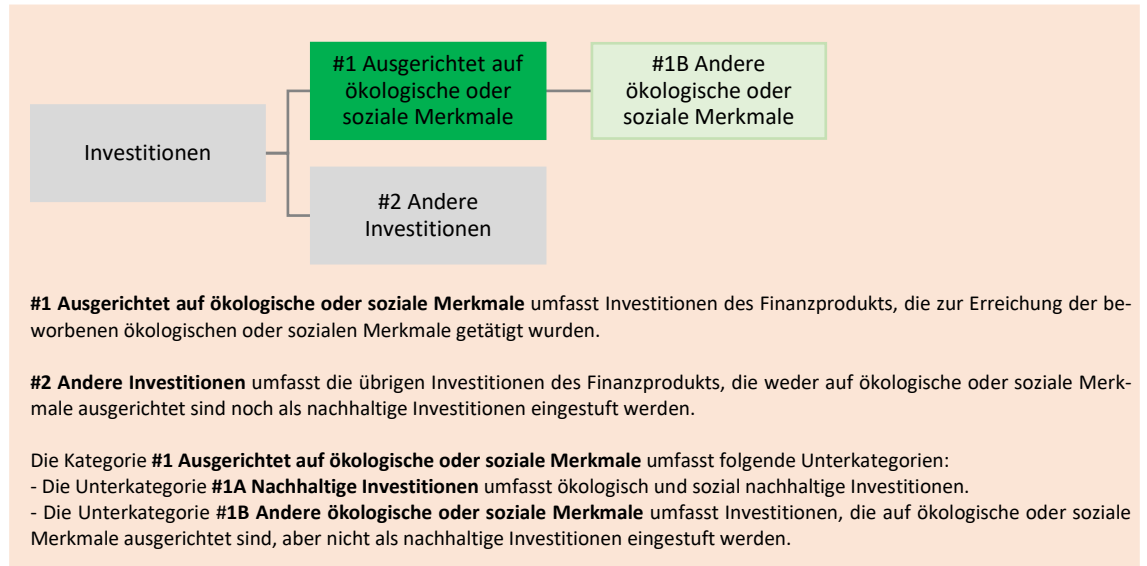 #1 Ausgerichtet auf
ökologische oder
soziale Merkmale
#1B Andere
ökologische oder
soziale Merkmale
Investitionen
#2 Andere
Investitionen
#1 Ausgerichtet auf ökologische oder soziale Merkmale umfasst Investitionen des Finanzprodukts, die zur Erreichung der be-
worbenen ökologischen oder sozialen Merkmale getätigt wurden.
#2 Andere Investitionen umfasst die übrigen Investitionen des Finanzprodukts, die weder auf ökologische oder soziale Merk-
male ausgerichtet sind noch als nachhaltige Investitionen eingestuft werden.
Die Kategorie #1 Ausgerichtet auf ökologische oder soziale Merkmale umfasst folgende Unterkategorien:
- Die Unterkategorie #1A Nachhaltige Investitionen umfasst ökologisch und sozial nachhaltige Investitionen.
- Die Unterkategorie #1B Andere ökologische oder soziale Merkmale umfasst Investitionen, die auf ökologische oder soziale
Merkmale ausgerichtet sind, aber nicht als nachhaltige Investitionen eingestuft werden.